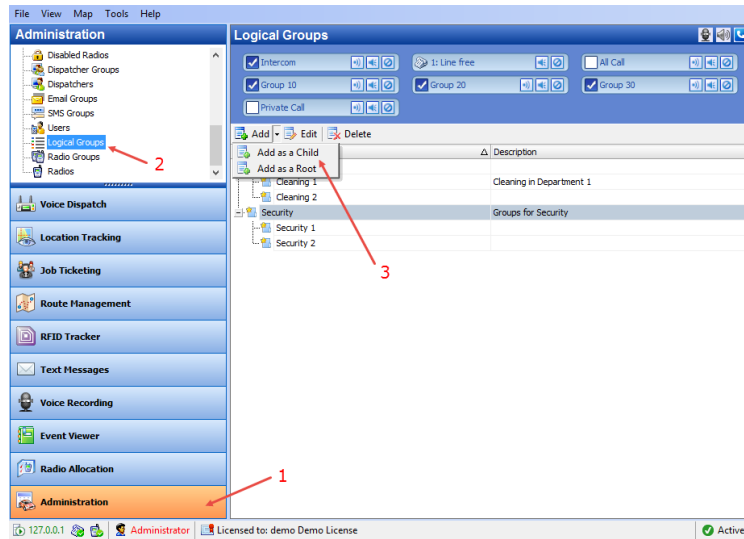 File View Map Tools Help
Administration
Logical Groups
Disabled Radios
Dispatcher Groups
Dispatchers
Email Groups
SMS Groups
Users
Logical Groups
Radio Groups
Radios
2
Intercom
1: Line free
All Call
Group 10
Group 20
Group 30
Private Call
Add Edit Delete
Add as a Child
Add as a Root
Description
Cleaning 1 Cleaning in Department 1
Cleaning 2
Security Groups for Security
Security 1
Security 2
3
Voice Dispatch
Location Tracking
Job Ticketing
Route Management
RFID Tracker
Text Messages
Voice Recording
Event Viewer
Radio Allocation
Administration
1
127.0.0.1 Administrator Licensed to: demo Demo License Active